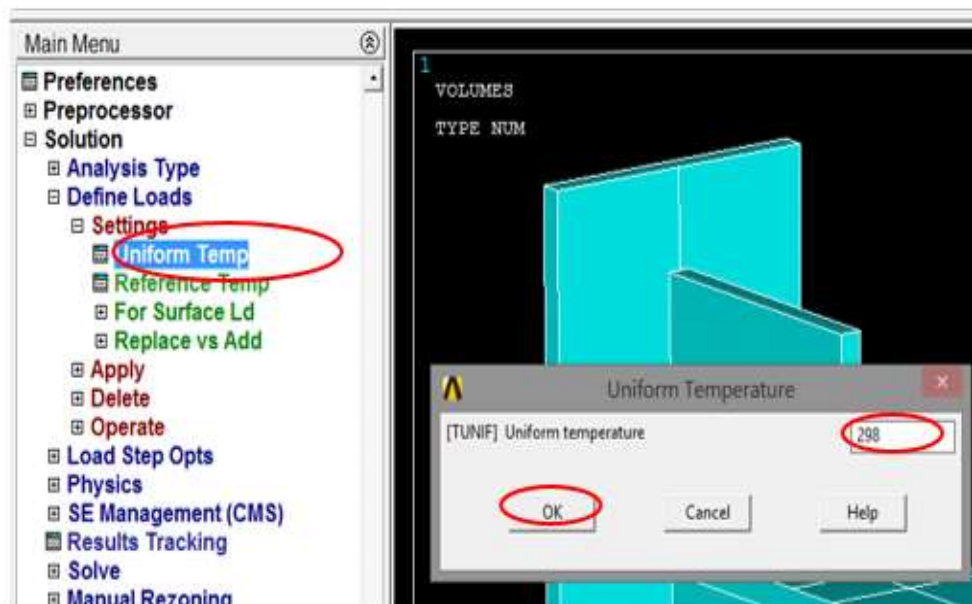 Main Menu
Preferences
Preprocessor
Solution
Analysis Type
Define Loads
Settings
Uniform Temp
Reference Temp
For Surface Ld
Replace vs Add
Apply
Delete
Operate
Load Step Opts
Physics
SE Management (CMS)
Results Tracking
Solve
Manual Rezoning
1
VOLUMES
TYPE NUM
Uniform Temperature
[TUNIF] Uniform temperature 298
OK Cancel Help